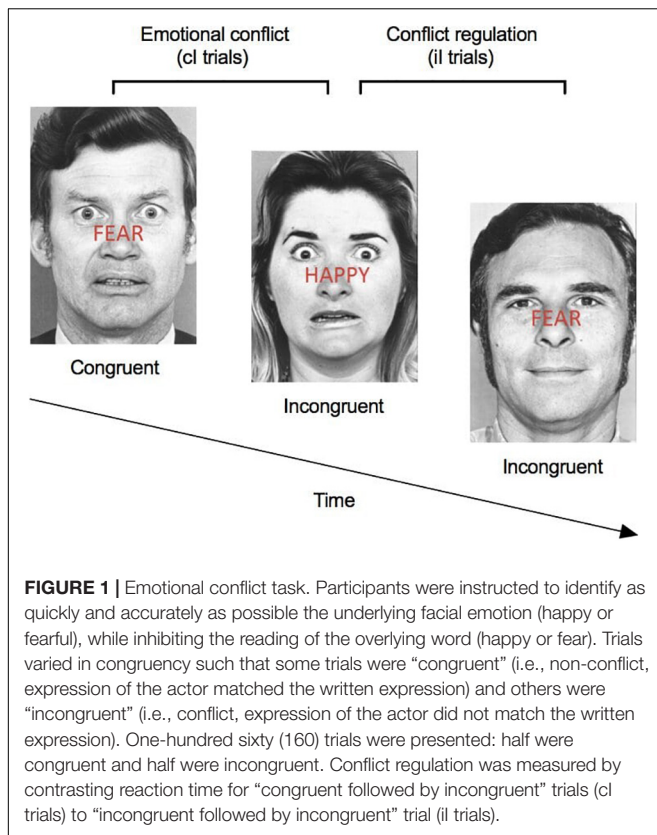 Emotional conflict
(cI trials)
Conflict regulation
(iI trials)
FEAR
HAPPY
FEAR
Congruent
Incongruent
Incongruent
Time
FIGURE 1 | Emotional conflict task. Participants were instructed to identify as
quickly and accurately as possible the underlying facial emotion (happy or
fearful), while inhibiting the reading of the overlying word (happy or fear). Trials
varied in congruency such that some trials were “congruent” (i.e., non-conflict,
expression of the actor matched the written expression) and others were
“incongruent” (i.e., conflict, expression of the actor did not match the written
expression). One-hundred sixty (160) trials were presented: half were
congruent and half were incongruent. Conflict regulation was measured by
contrasting reaction time for “congruent followed by incongruent” trials (cI
trials) to “incongruent followed by incongruent” trial (iI trials).